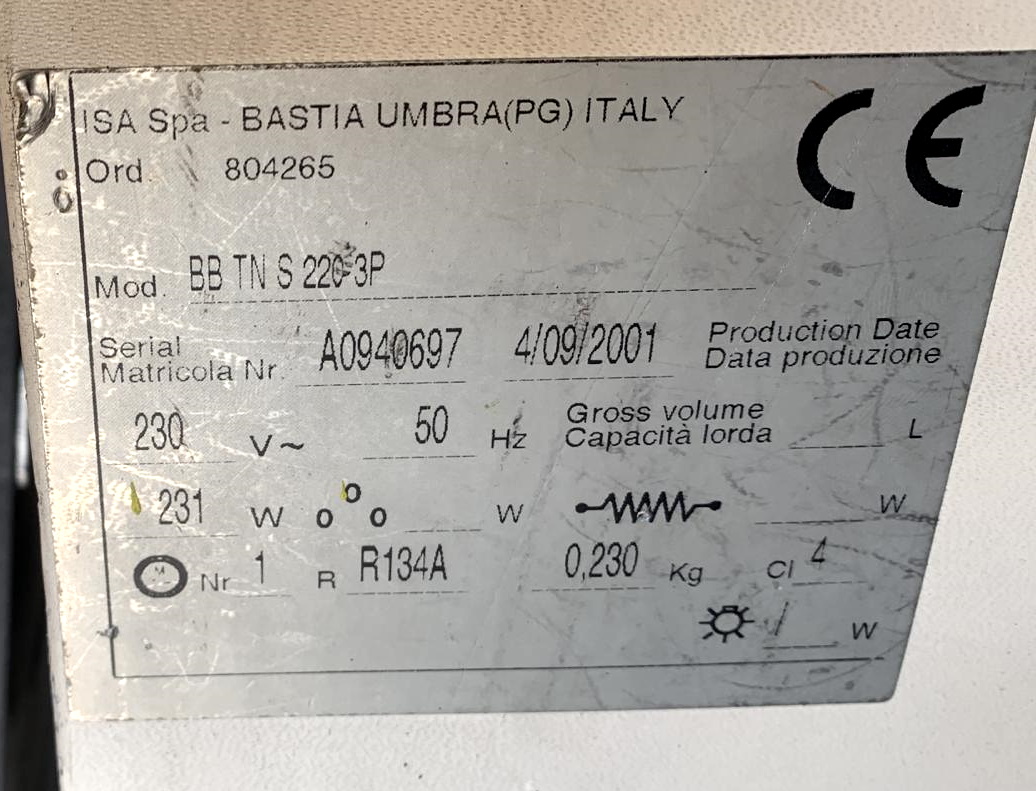 ISA Spa - BASTIA UMBRA(PG) ITALY
CE
Ord. 804265
Mod. BB TN S 220 3P
Serial
Matricola Nr. A0940697 4/09/2001 Production Date
Data produzione
230 V~ 50 Hz Gross volume
Capacità lorda L
231 W W W
Nr 1 R R134A 0,230 Kg Cl 4
/ W